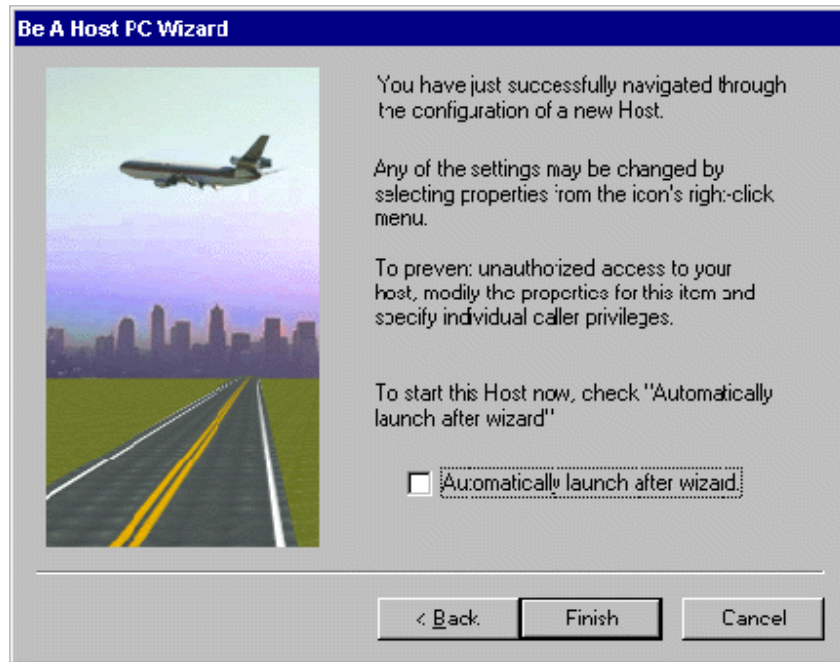 Be A Host PC Wizard
You have just successfully navigated through
the configuration of a new Host.
Any of the settings may be changed by
selecting properties from the icon's right-click
menu.
To prevent unauthorized access to your
host, modify the properties for this item and
specify individual caller privileges.
To start this Host now, check "Automatically
launch after wizard"
Automatically launch after wizard.
< Back
Finish
Cancel